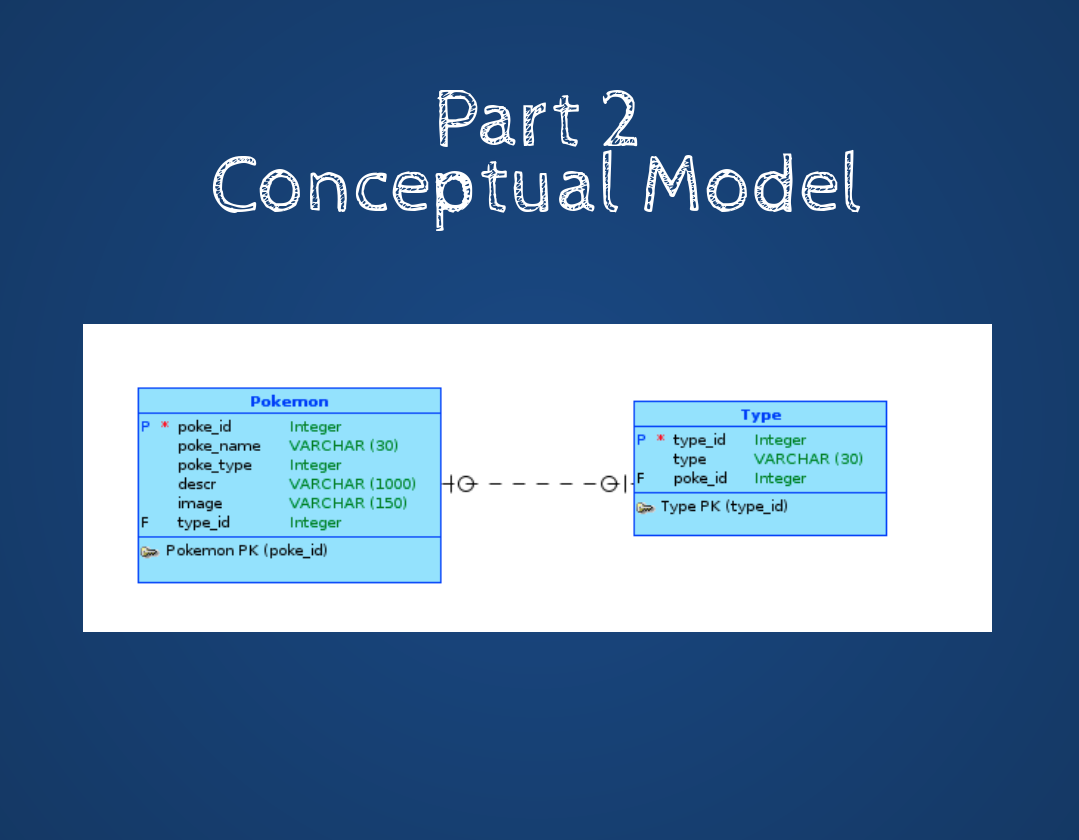 Part 2
Conceptual Model
Pokemon
P * poke_id Integer
poke_name VARCHAR (30)
poke_type Integer
descr VARCHAR (1000)
image VARCHAR (150)
F type_id Integer
Pokemon PK (poke_id)
Type
P * type_id Integer
type VARCHAR (30)
F poke_id Integer
Type PK (type_id)